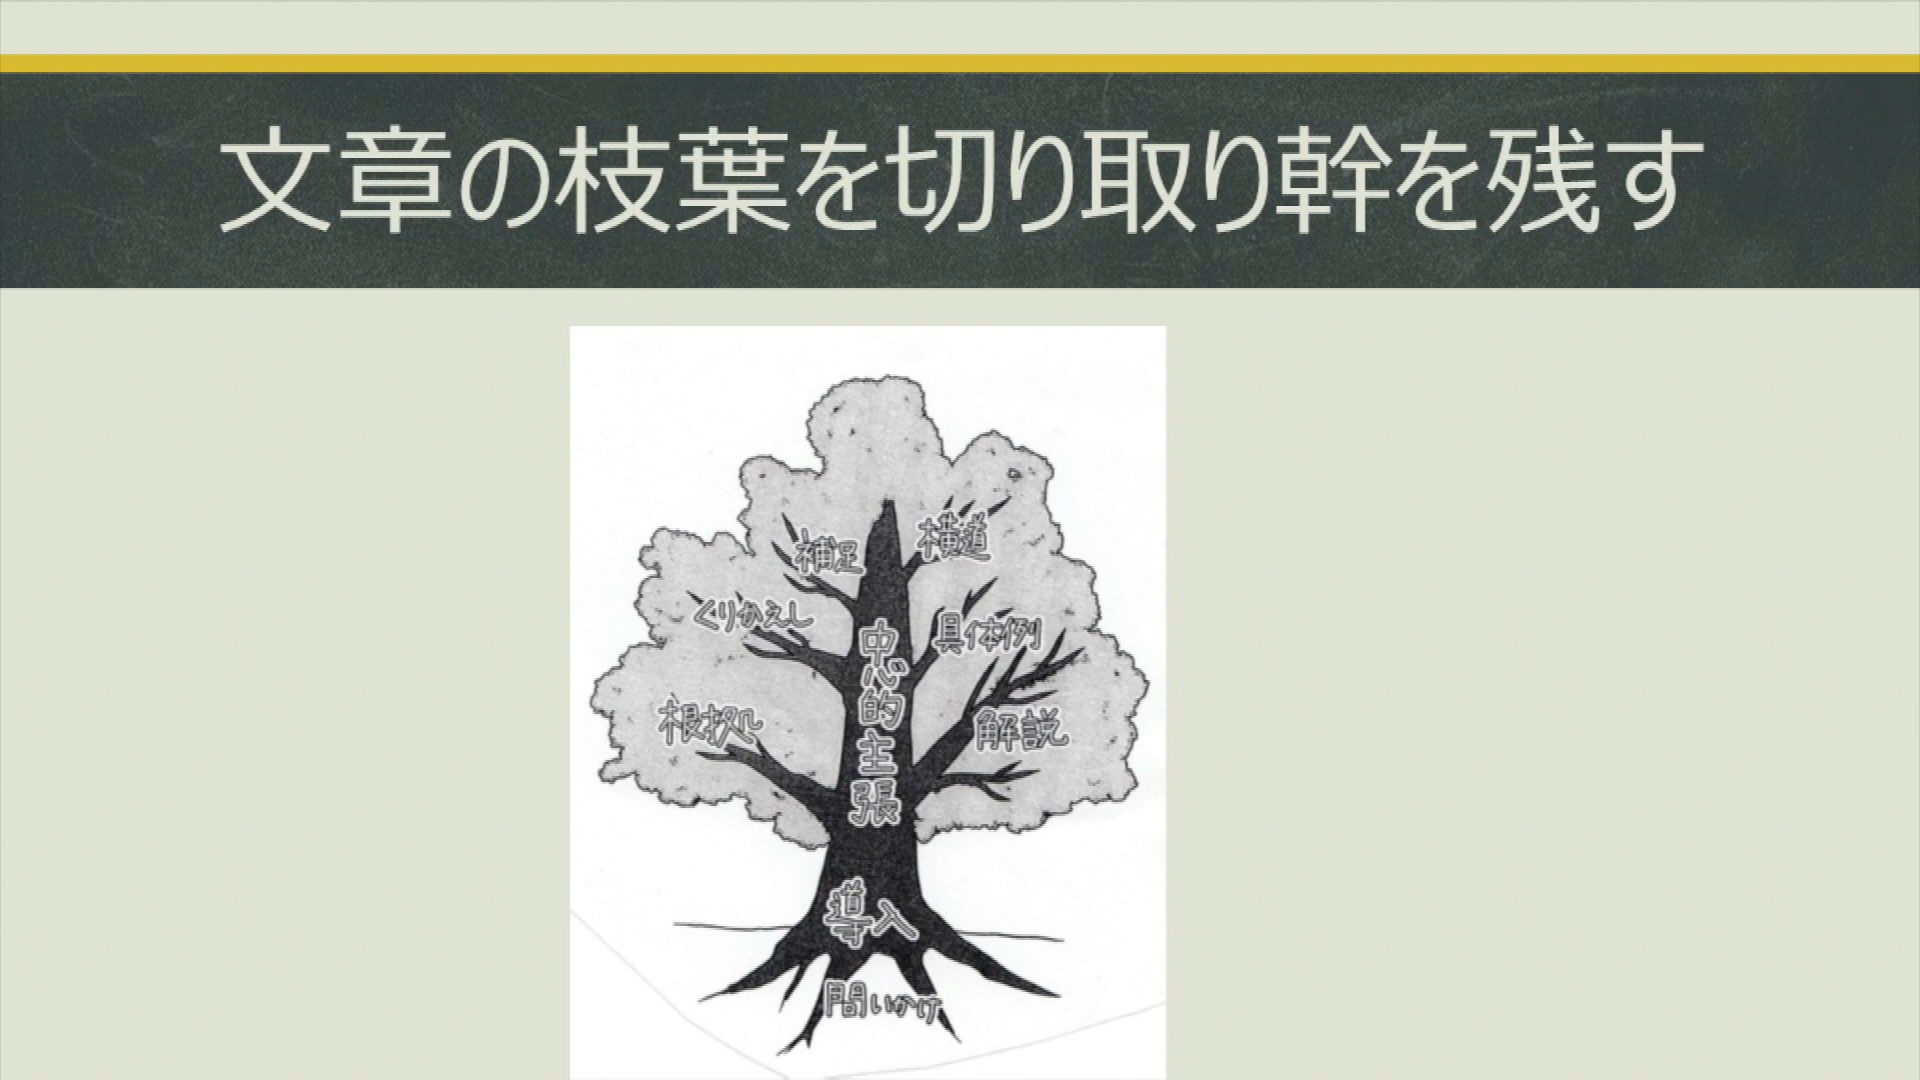 文章の枝葉を切り取り幹を残す
補足
横道
くりかえし
具体例
根拠
解説
中心的主張
導入
問いかけ